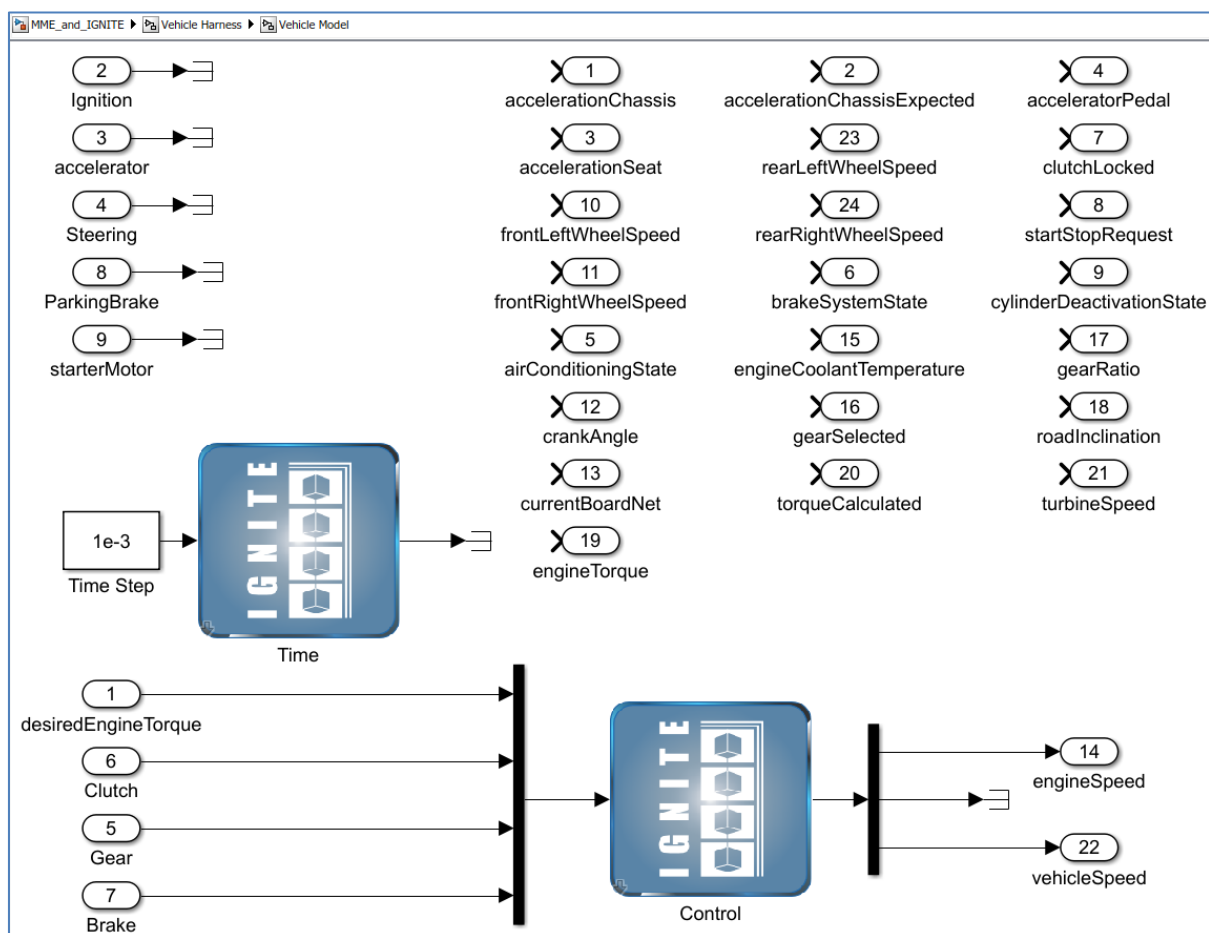 MME_and_IGNITE Vehicle Harness Vehicle Model
2 1 2 4
Ignition accelerationChassis accelerationChassisExpected acceleratorPedal
3 3 23 7
accelerator accelerationSeat rearLeftWheelSpeed clutchLocked
4 10 24 8
Steering frontLeftWheelSpeed rearRightWheelSpeed startStopRequest
8 11 6 9
ParkingBrake frontRightWheelSpeed brakeSystemState cylinderDeactivationState
9 5 15 17
starterMotor airConditioningState engineCoolantTemperature gearRatio
12 16 18
crankAngle gearSelected roadInclination
13 20 21
currentBoardNet torqueCalculated turbineSpeed
1e-3 IGNITE 19
Time Step engineTorque
Time
1
desiredEngineTorque
6 IGNITE 14
Clutch engineSpeed
5 22
Gear vehicleSpeed
7
Brake Control